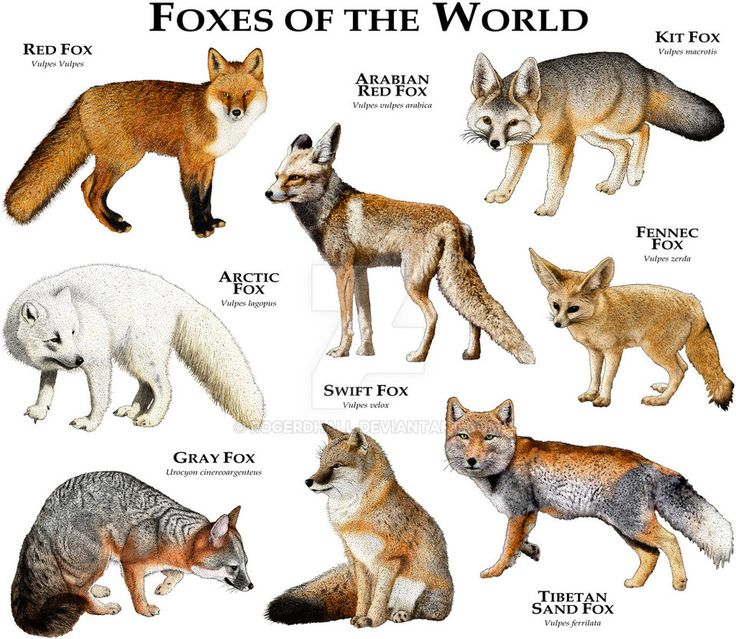 FOXES OF THE WORLD
RED FOX
Vulpes Vulpes
ARABIAN
RED FOX
Vulpes vulpes arabica
KIT FOX
Vulpes macrotis
FENNEC
FOX
Vulpes zerda
ARCTIC
FOX
Vulpes lagopus
SWIFT FOX
Vulpes velox
© ROGERDHALL.DEVIANTART
GRAY FOX
Urocyon cinereoargenteus
TIBETAN
SAND FOX
Vulpes ferrilata